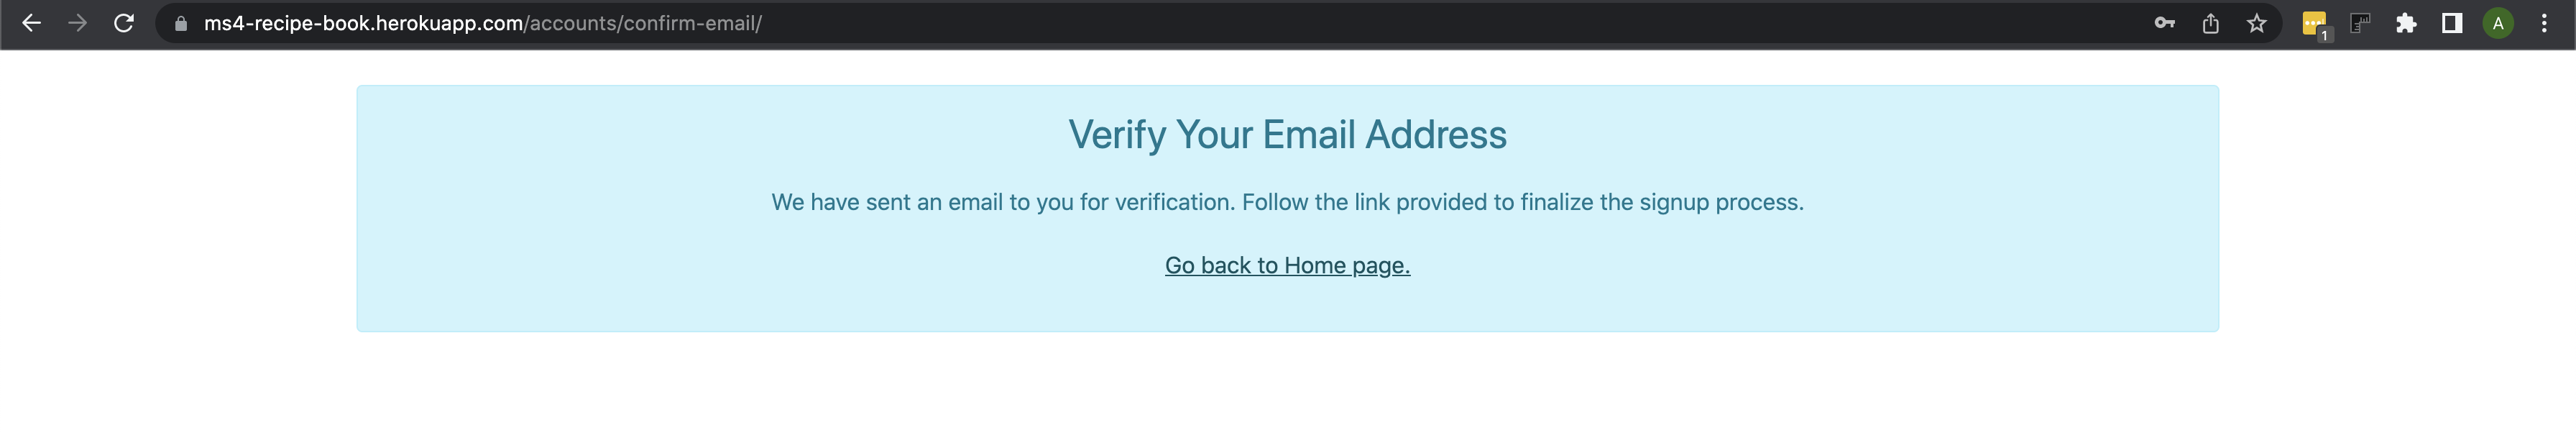 ms4-recipe-book.herokuapp.com/accounts/confirm-email/
1
A
Verify Your Email Address
We have sent an email to you for verification. Follow the link provided to finalize the signup process.
Go back to Home page.